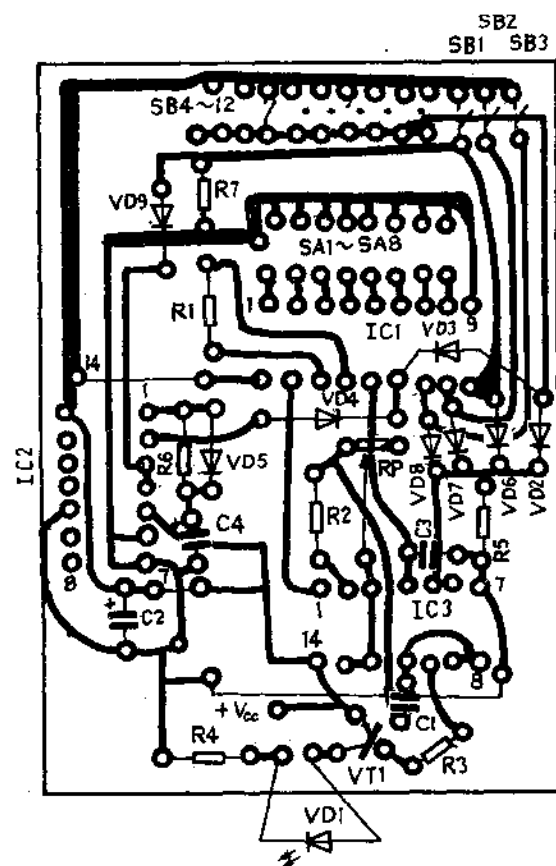 SB2
SB1 SB3
SB4~12
R7
VD9
SA1~SA8
R1
1
IC1
VD3
9
14
1
VD4
IC2
R6
VD5
RP
VD8
VD7
VD6
VD2
R2
C4
C3
R5
8
7
C2
1
IC3
7
14
8
+Vcc
C1
R4
VT1
R3
VD1